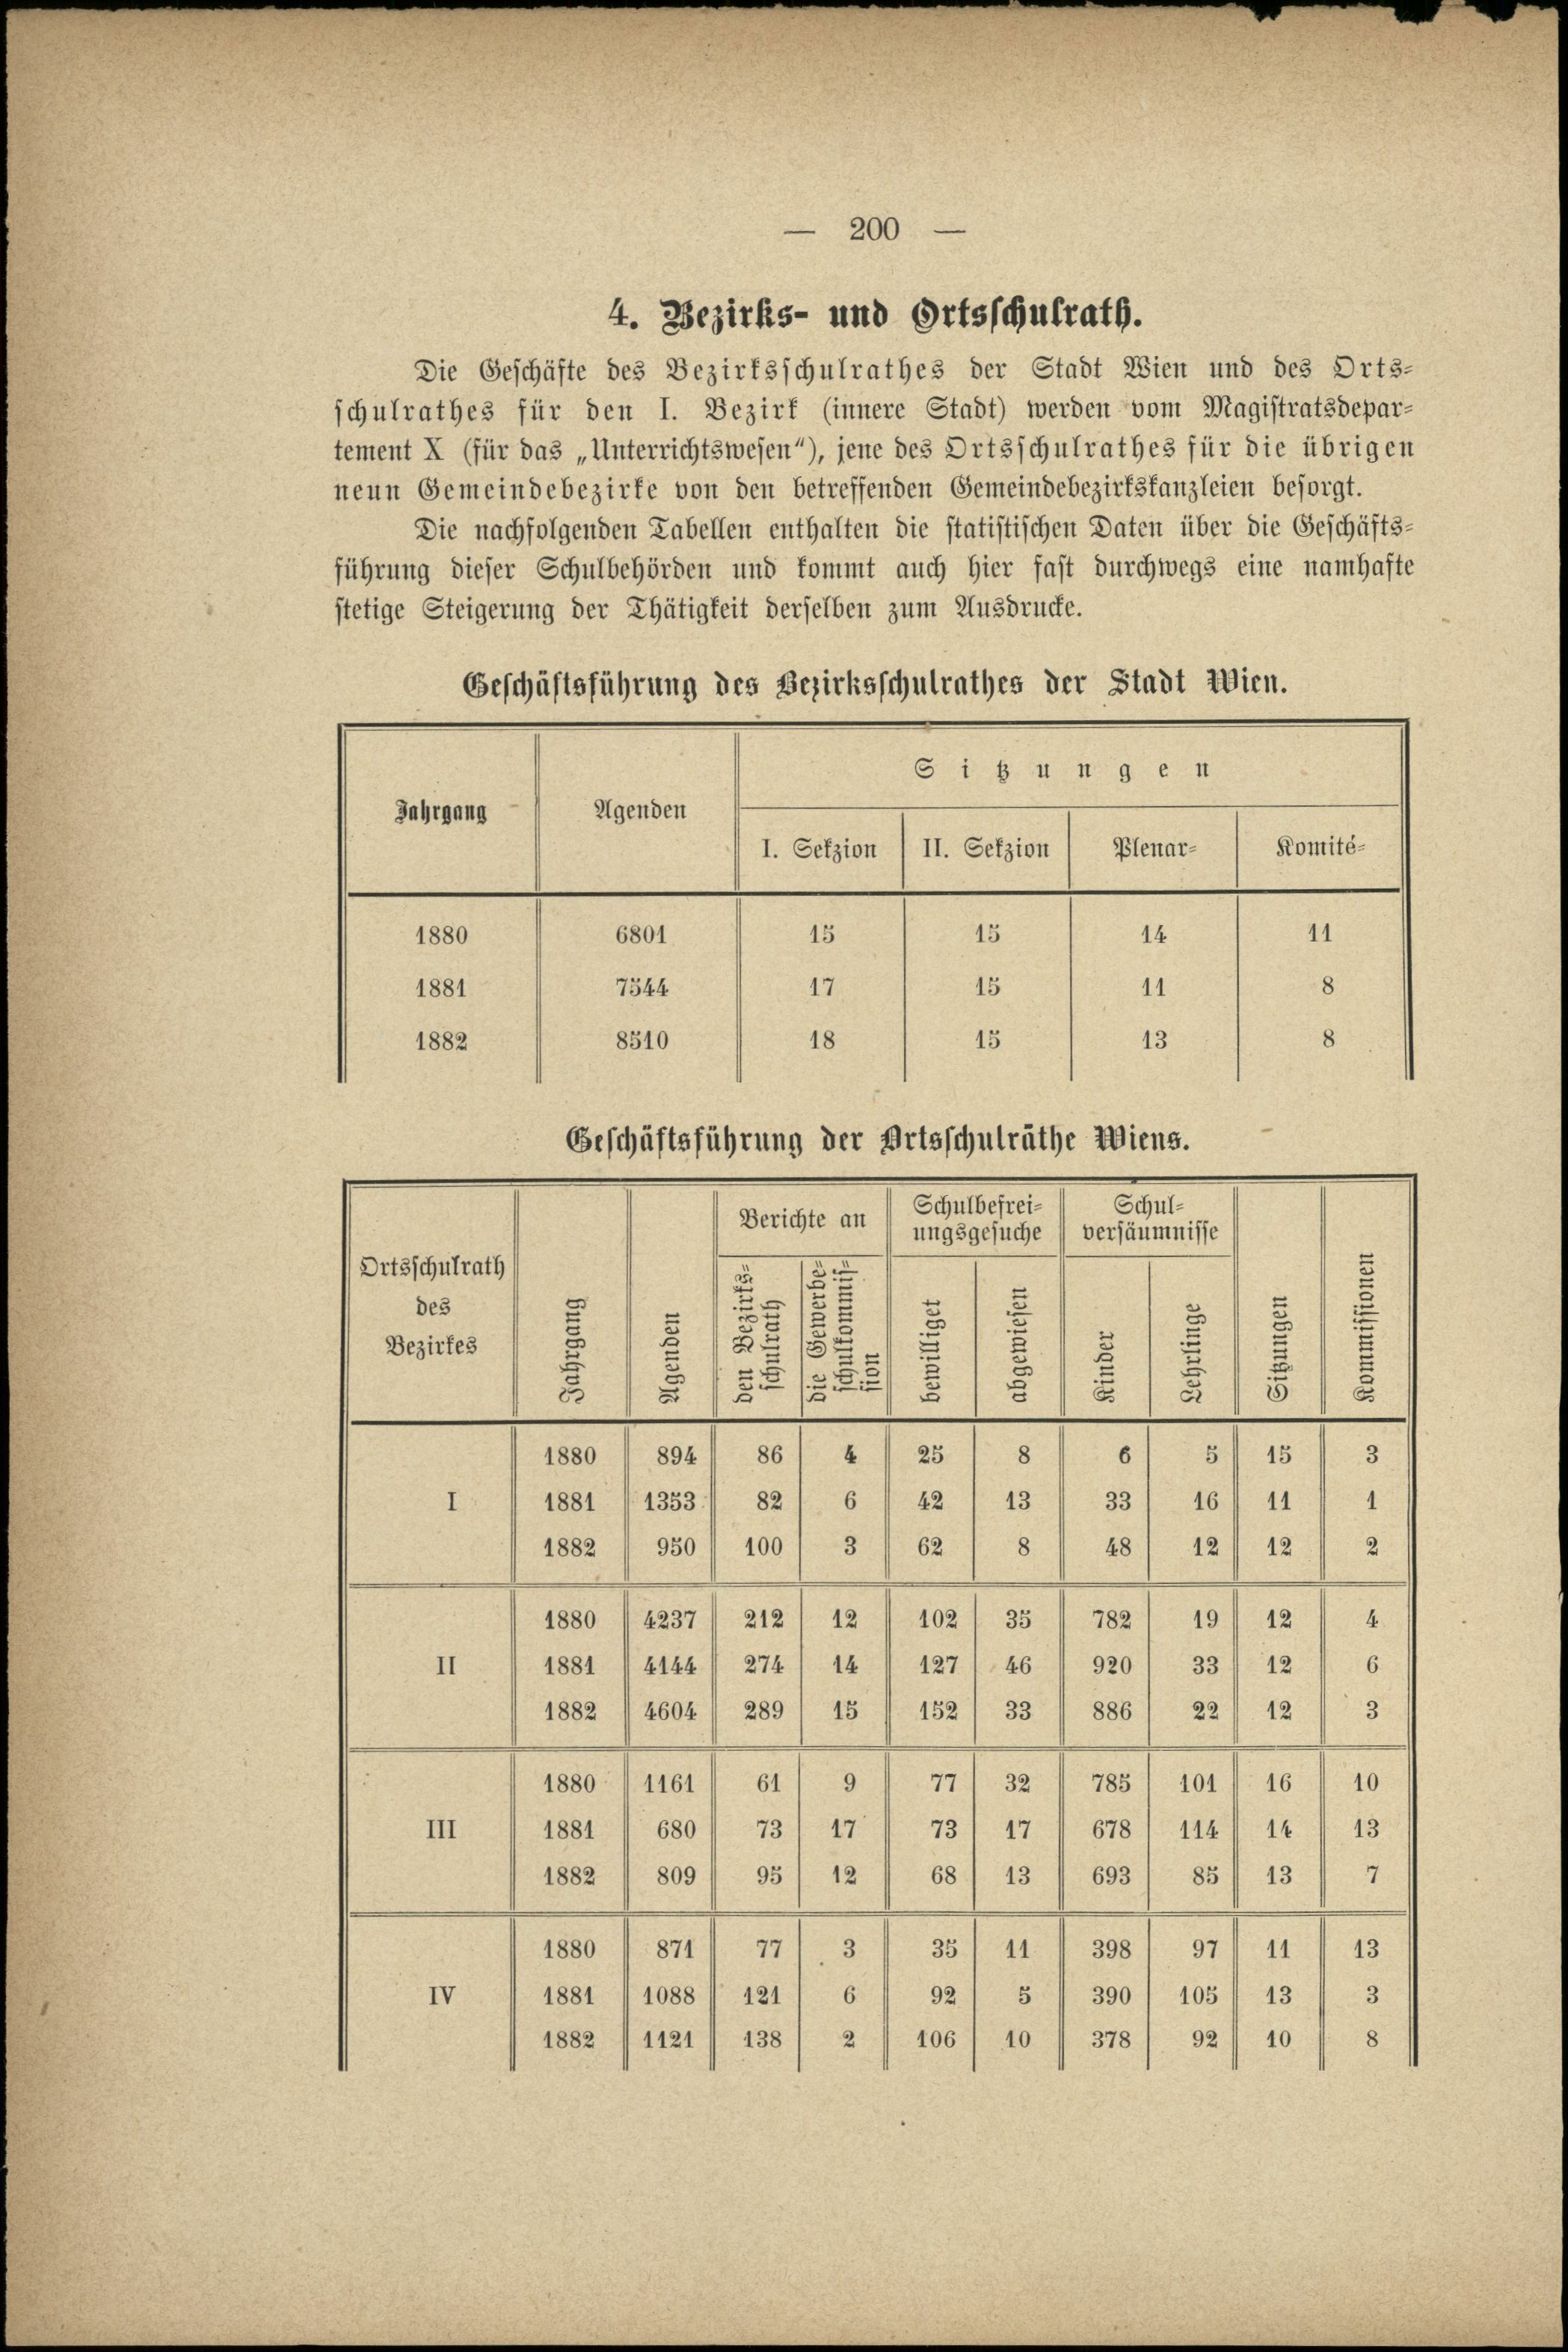 — 200 —
4. Bezirks- und Ortsschulrath.
Die Geschäfte des Bezirksschulrathes der Stadt Wien und des Orts-
schulrathes für den I. Bezirk (innere Stadt) werden vom Magistratsdepar-
tement X (für das „Unterrichtswesen“), jene des Ortsschulrathes für die übrigen
neun Gemeindebezirke von den betreffenden Gemeindebezirkskanzleien besorgt.
Die nachfolgenden Tabellen enthalten die statistischen Daten über die Geschäfts-
führung dieser Schulbehörden und kommt auch hier fast durchwegs eine namhafte
stetige Steigerung der Thätigkeit derselben zum Ausdrucke.
Geschäftsführung des Bezirksschulrathes der Stadt Wien.
Jahrgang Agenden Sitzungen
I. Sekzion II. Sekzion Plenar- Komité-
1880 6801 15 15 14 11
1881 7544 17 15 11 8
1882 8510 18 15 13 8
Geschäftsführung der Ortsschulräthe Wiens.
Ortsschulrath
des
Bezirkes
Jahrgang
Agenden
Berichte an
den Bezirks-
schulrath
die Gewerbe-
schulkommis-
sion
Schulbefrei-
ungsgesuche
bewilliget
abgewiesen
Schul-
versäumnisse
Kinder
Lehrlinge
Sitzungen
Kommissionen
1880 894 86 4 25 8 6 5 15 3
I 1881 1353 82 6 42 13 33 16 11 1
1882 950 100 3 62 8 48 12 12 2
1880 4237 212 12 102 35 782 19 12 4
II 1881 4144 274 14 127 46 920 33 12 6
1882 4604 289 15 152 33 886 22 12 3
1880 1161 61 9 77 32 785 101 16 10
III 1881 680 73 17 73 17 678 114 14 13
1882 809 95 12 68 13 693 85 13 7
1880 871 77 3 35 11 398 97 11 13
IV 1881 1088 121 6 92 5 390 105 13 3
1882 1121 138 2 106 10 378 92 10 8